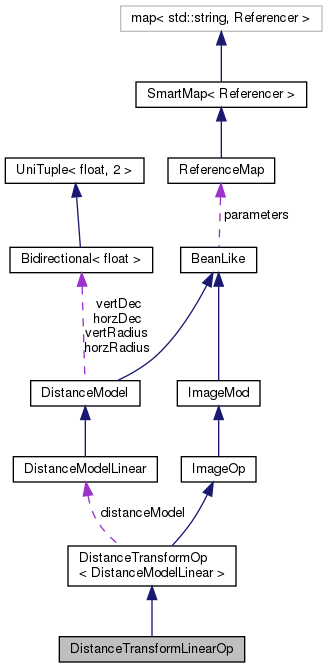 map< std::string, Referencer >
SmartMap< Referencer >
UniTuple< float, 2 >
ReferenceMap
parameters
Bidirectional< float >
BeanLike
vertDec
horzDec
vertRadius
horzRadius
DistanceModel
ImageMod
DistanceModelLinear
ImageOp
distanceModel
DistanceTransformOp
< DistanceModelLinear >
DistanceTransformLinearOp